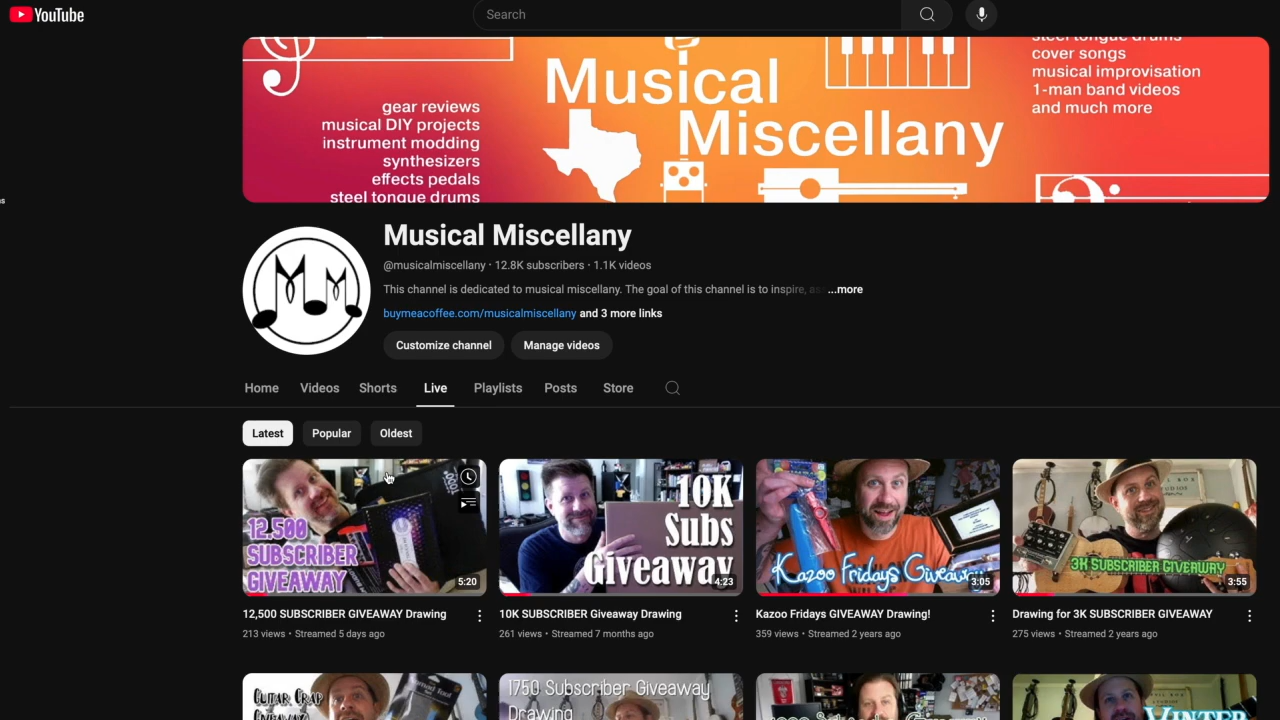 YouTube
Search
gear reviews
musical DIY projects
instrument modding
synthesizers
effects pedals
steel tongue drums
Musical
Miscellany
steel tongue drums
cover songs
musical improvisation
1-man band videos
and much more
Musical Miscellany
@musicalmiscellany · 12.8K subscribers · 1.1K videos
This channel is dedicated to musical miscellany. The goal of this channel is to inspire, ...more
buymeacoffee.com/musicalmiscellany and 3 more links
Customize channel Manage videos
Home Videos Shorts Live Playlists Posts Store
Latest Popular Oldest
12,500
SUBSCRIBER
GIVEAWAY
5:20
10K
Subs
Giveaway
4:23
Kazoo Fridays Giveaway
3:05
3K SUBSCRIBER GIVEAWAY
3:55
12,500 SUBSCRIBER GIVEAWAY Drawing
213 views · Streamed 5 days ago
10K SUBSCRIBER Giveaway Drawing
261 views · Streamed 7 months ago
Kazoo Fridays GIVEAWAY Drawing!
359 views · Streamed 2 years ago
Drawing for 3K SUBSCRIBER GIVEAWAY
275 views · Streamed 2 years ago
Guitar Crap
Giveaway
1750 Subscriber Giveaway
Drawing
Subscriber Giveaway
Winter